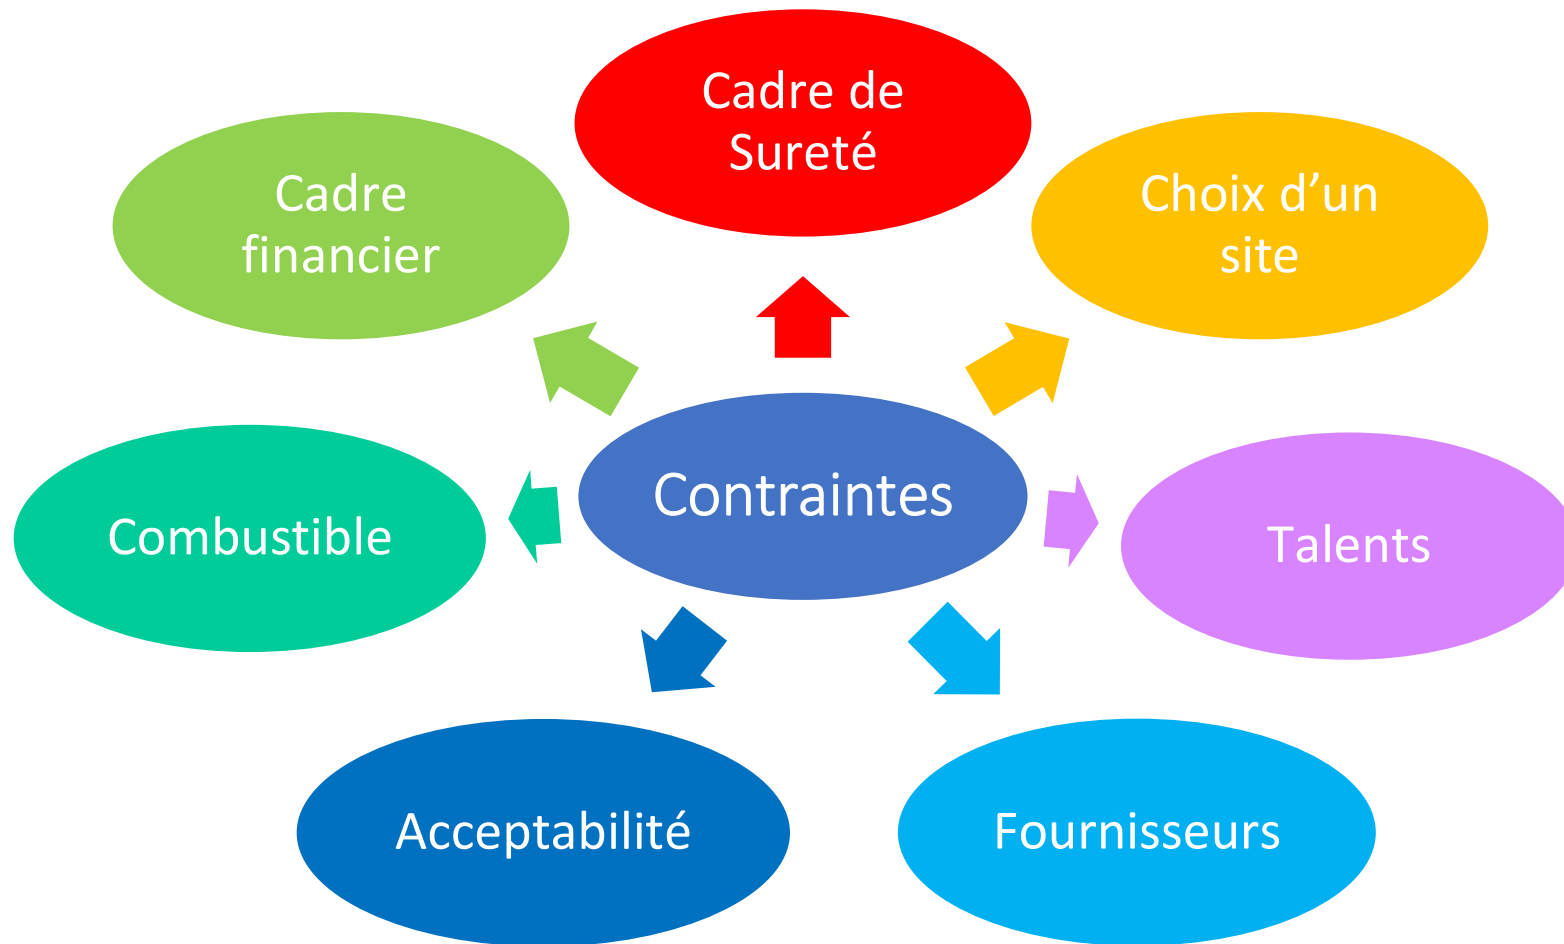 Cadre de
Sureté
Cadre
financier
Choix d’un
site
Contraintes
Combustible
Talents
Acceptabilité
Fournisseurs